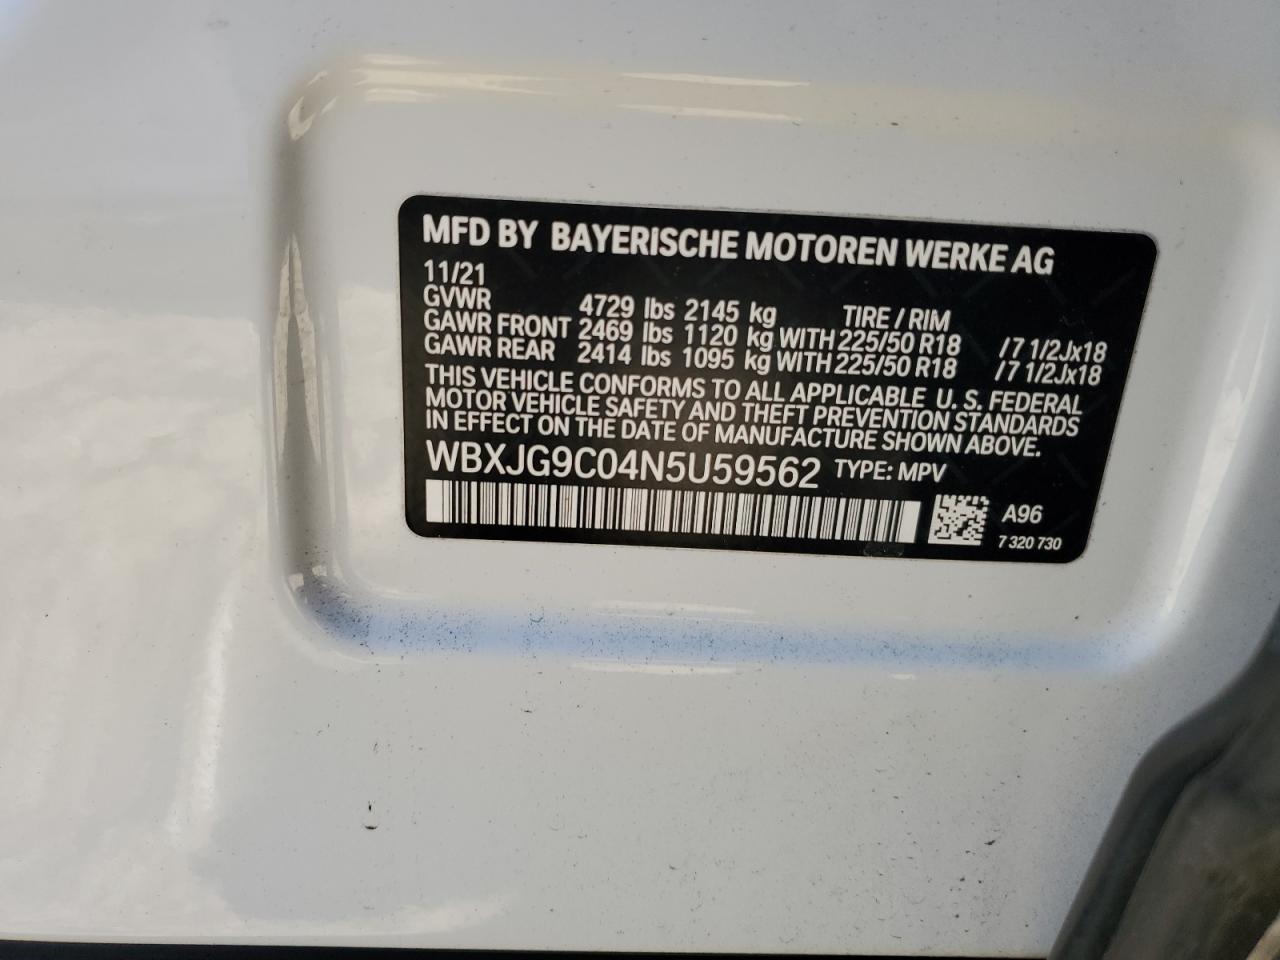 MFD BY BAYERISCHE MOTOREN WERKE AG
11/21
GVWR 4729 lbs 2145 kg TIRE / RIM
GAWR FRONT 2469 lbs 1120 kg WITH 225/50 R18 / 7 1/2Jx18
GAWR REAR 2414 lbs 1095 kg WITH 225/50 R18 / 7 1/2Jx18
THIS VEHICLE CONFORMS TO ALL APPLICABLE U. S. FEDERAL
MOTOR VEHICLE SAFETY AND THEFT PREVENTION STANDARDS
IN EFFECT ON THE DATE OF MANUFACTURE SHOWN ABOVE.
WBXJG9C04N5U59562 TYPE: MPV
A96
7 320 730